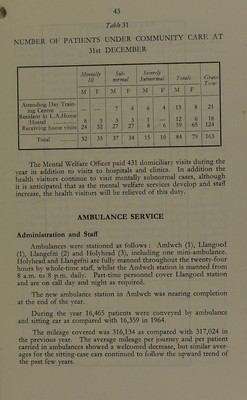 43
Table 31
NUMBER OF PATIENTS UNDER COMMUNITY CARE AT
31st DECEMBER
Mentally Ill Sub-normal Severely Subnormal Totals Grand Total
M F M F M F M F
Attending Day Training Centre — — 7 4 6 4 13 8 21
Resident in L.A. Home/Hostel 8 3 3 3 1 — 12 6 18
Receiving home visits 24 32 27 27 8 6 59 65 124
Total 32 35 37 34 15 10 84 79 163
The Mental Welfare Officer paid 431 domiciliary visits during the
year in addition to visits to hospitals and clinics. In addition the
health visitors continue to visit mentally subnormal cases, although
it is anticipated that as the mental welfare services develop and staff
increase, the health visitors will be relieved of this duty.
AMBULANCE SERVICE
Administration and Staff
Ambulances were stationed as follows : Amlwch (1), Llangoed
(1), Llangefni (2) and Holyhead (3), including one mini-ambulance.
Holyhead and Llangefni are fully manned throughout the twenty-four
hours by whole-time staff, whilst the Amlwch station is manned from
8 a.m. to 8 p.m. daily. Part-time personnel cover Llangoed station
and are on call day and night as required.
The new ambulance station in Amlwch was nearing completion
at the end of the year.
During the year 16,465 patients were conveyed by ambulance
and sitting car as compared with 16,359 in 1964.
The mileage covered was 316,134 as compared with 317,024 in
the previous year. The average mileage per journey and per patient
carried in ambulances showed a welcomed decrease, but similar aver-
ages for the sitting-case cars continued to follow the upward trend of
the past few years.